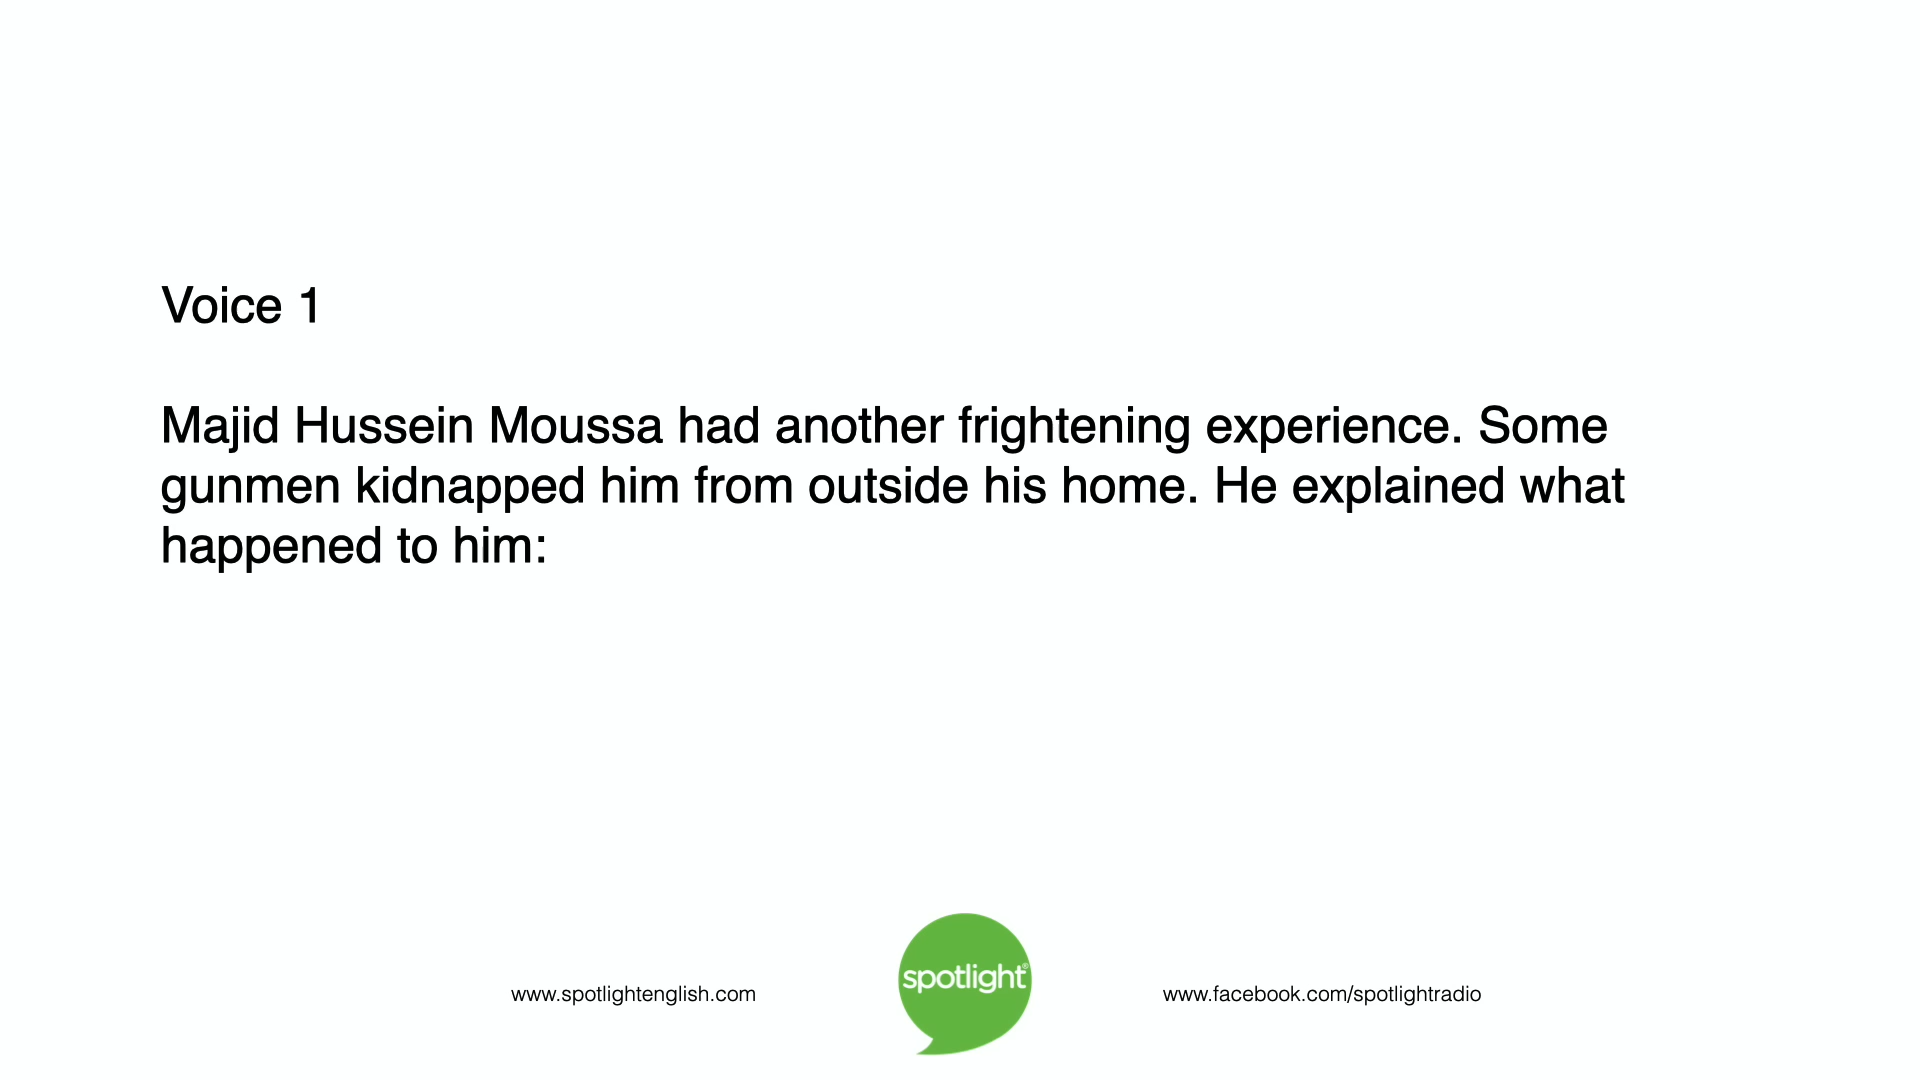 Voice 1
Majid Hussein Moussa had another frightening experience. Some
gunmen kidnapped him from outside his home. He explained what
happened to him:
www.spotlightenglish.com
spotlight®
www.facebook.com/spotlightradio